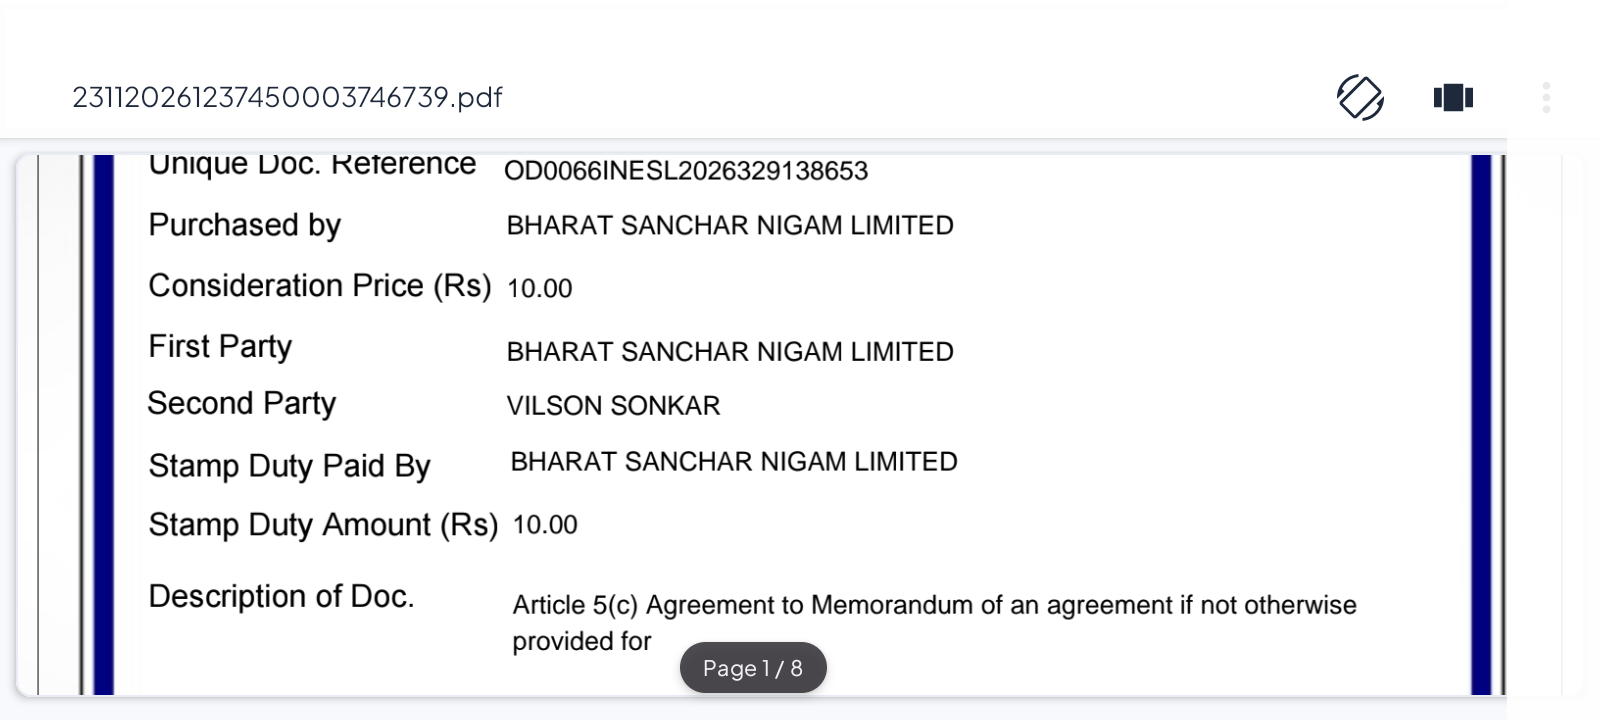 231120261237450003746739.pdf
Unique Doc. Reference OD0066INESL2026329138653
Purchased by BHARAT SANCHAR NIGAM LIMITED
Consideration Price (Rs) 10.00
First Party BHARAT SANCHAR NIGAM LIMITED
Second Party VILSON SONKAR
Stamp Duty Paid By BHARAT SANCHAR NIGAM LIMITED
Stamp Duty Amount (Rs) 10.00
Description of Doc. Article 5(c) Agreement to Memorandum of an agreement if not otherwise
provided for
Page 1 / 8